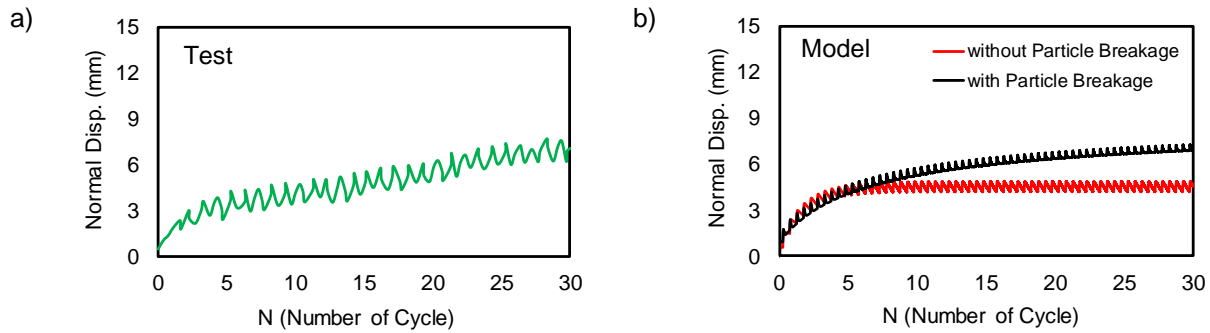 a)
Test
Normal Disp. (mm)
15
12
9
6
3
0
0 5 10 15 20 25 30
N (Number of Cycle)
b)
Model
without Particle Breakage
with Particle Breakage
Normal Disp. (mm)
15
12
9
6
3
0
0 5 10 15 20 25 30
N (Number of Cycle)